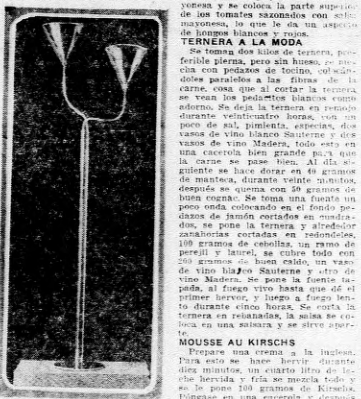 yonesa y se coloca la parte superior
de los tomates sazonados con salsa
mayonesa, lo que le da un aspecto
de hongos blancos y rojos.
TERNERA A LA MODA
Se toman dos kilos de ternera, pre-
ferible pierna, pero sin hueso, se me-
cha con pedazos de tocino, colocán-
dolos paralelos a las fibras de la
carne, cosa que al cortar la ternera
se vean los pedacitos blancos como
adorno. Se deja la ternera en remojo
durante veinticuatro horas, con un
poco de sal, pimienta, especias, dos
vasos de vino blanco Sauterne y dos
vasos de vino Madera, todo esto en
una cacerola bien grande para que
la carne se pase bien. Al día si-
guiente se hace dorar en 40 gramos
de manteca, durante veinte minutos,
después se quema con 50 gramos de
buen cognac. Se toma una fuente un
poco onda colocando en el fondo pe-
dazos de jamón cortados en cuadra-
dos, se pone la ternera y alrededor
zanahorias cortadas en redondeles,
100 gramos de cebollas, un ramo de
perejil y laurel, se cubre todo con
200 gramos de buen caldo, un vaso
de vino blanco Sauterne y otro de
vino Madera. Se pone la fuente ta-
pada, al fuego vivo hasta que dé el
primer hervor, y luego a fuego len-
to durante cinco horas. Se corta la
ternera en rebanadas, la salsa se co-
loca en una salsara y se sirve apar-
te.
MOUSSE AU KIRSCHS
Prepare una crema a la inglesa.
Para esto se hace hervir durante
diez minutos, un cuarto litro de le-
che hervida y fría se mezcla todo y
se le pone 100 gramos de Kirschs.
Póngase en una cacerola y después